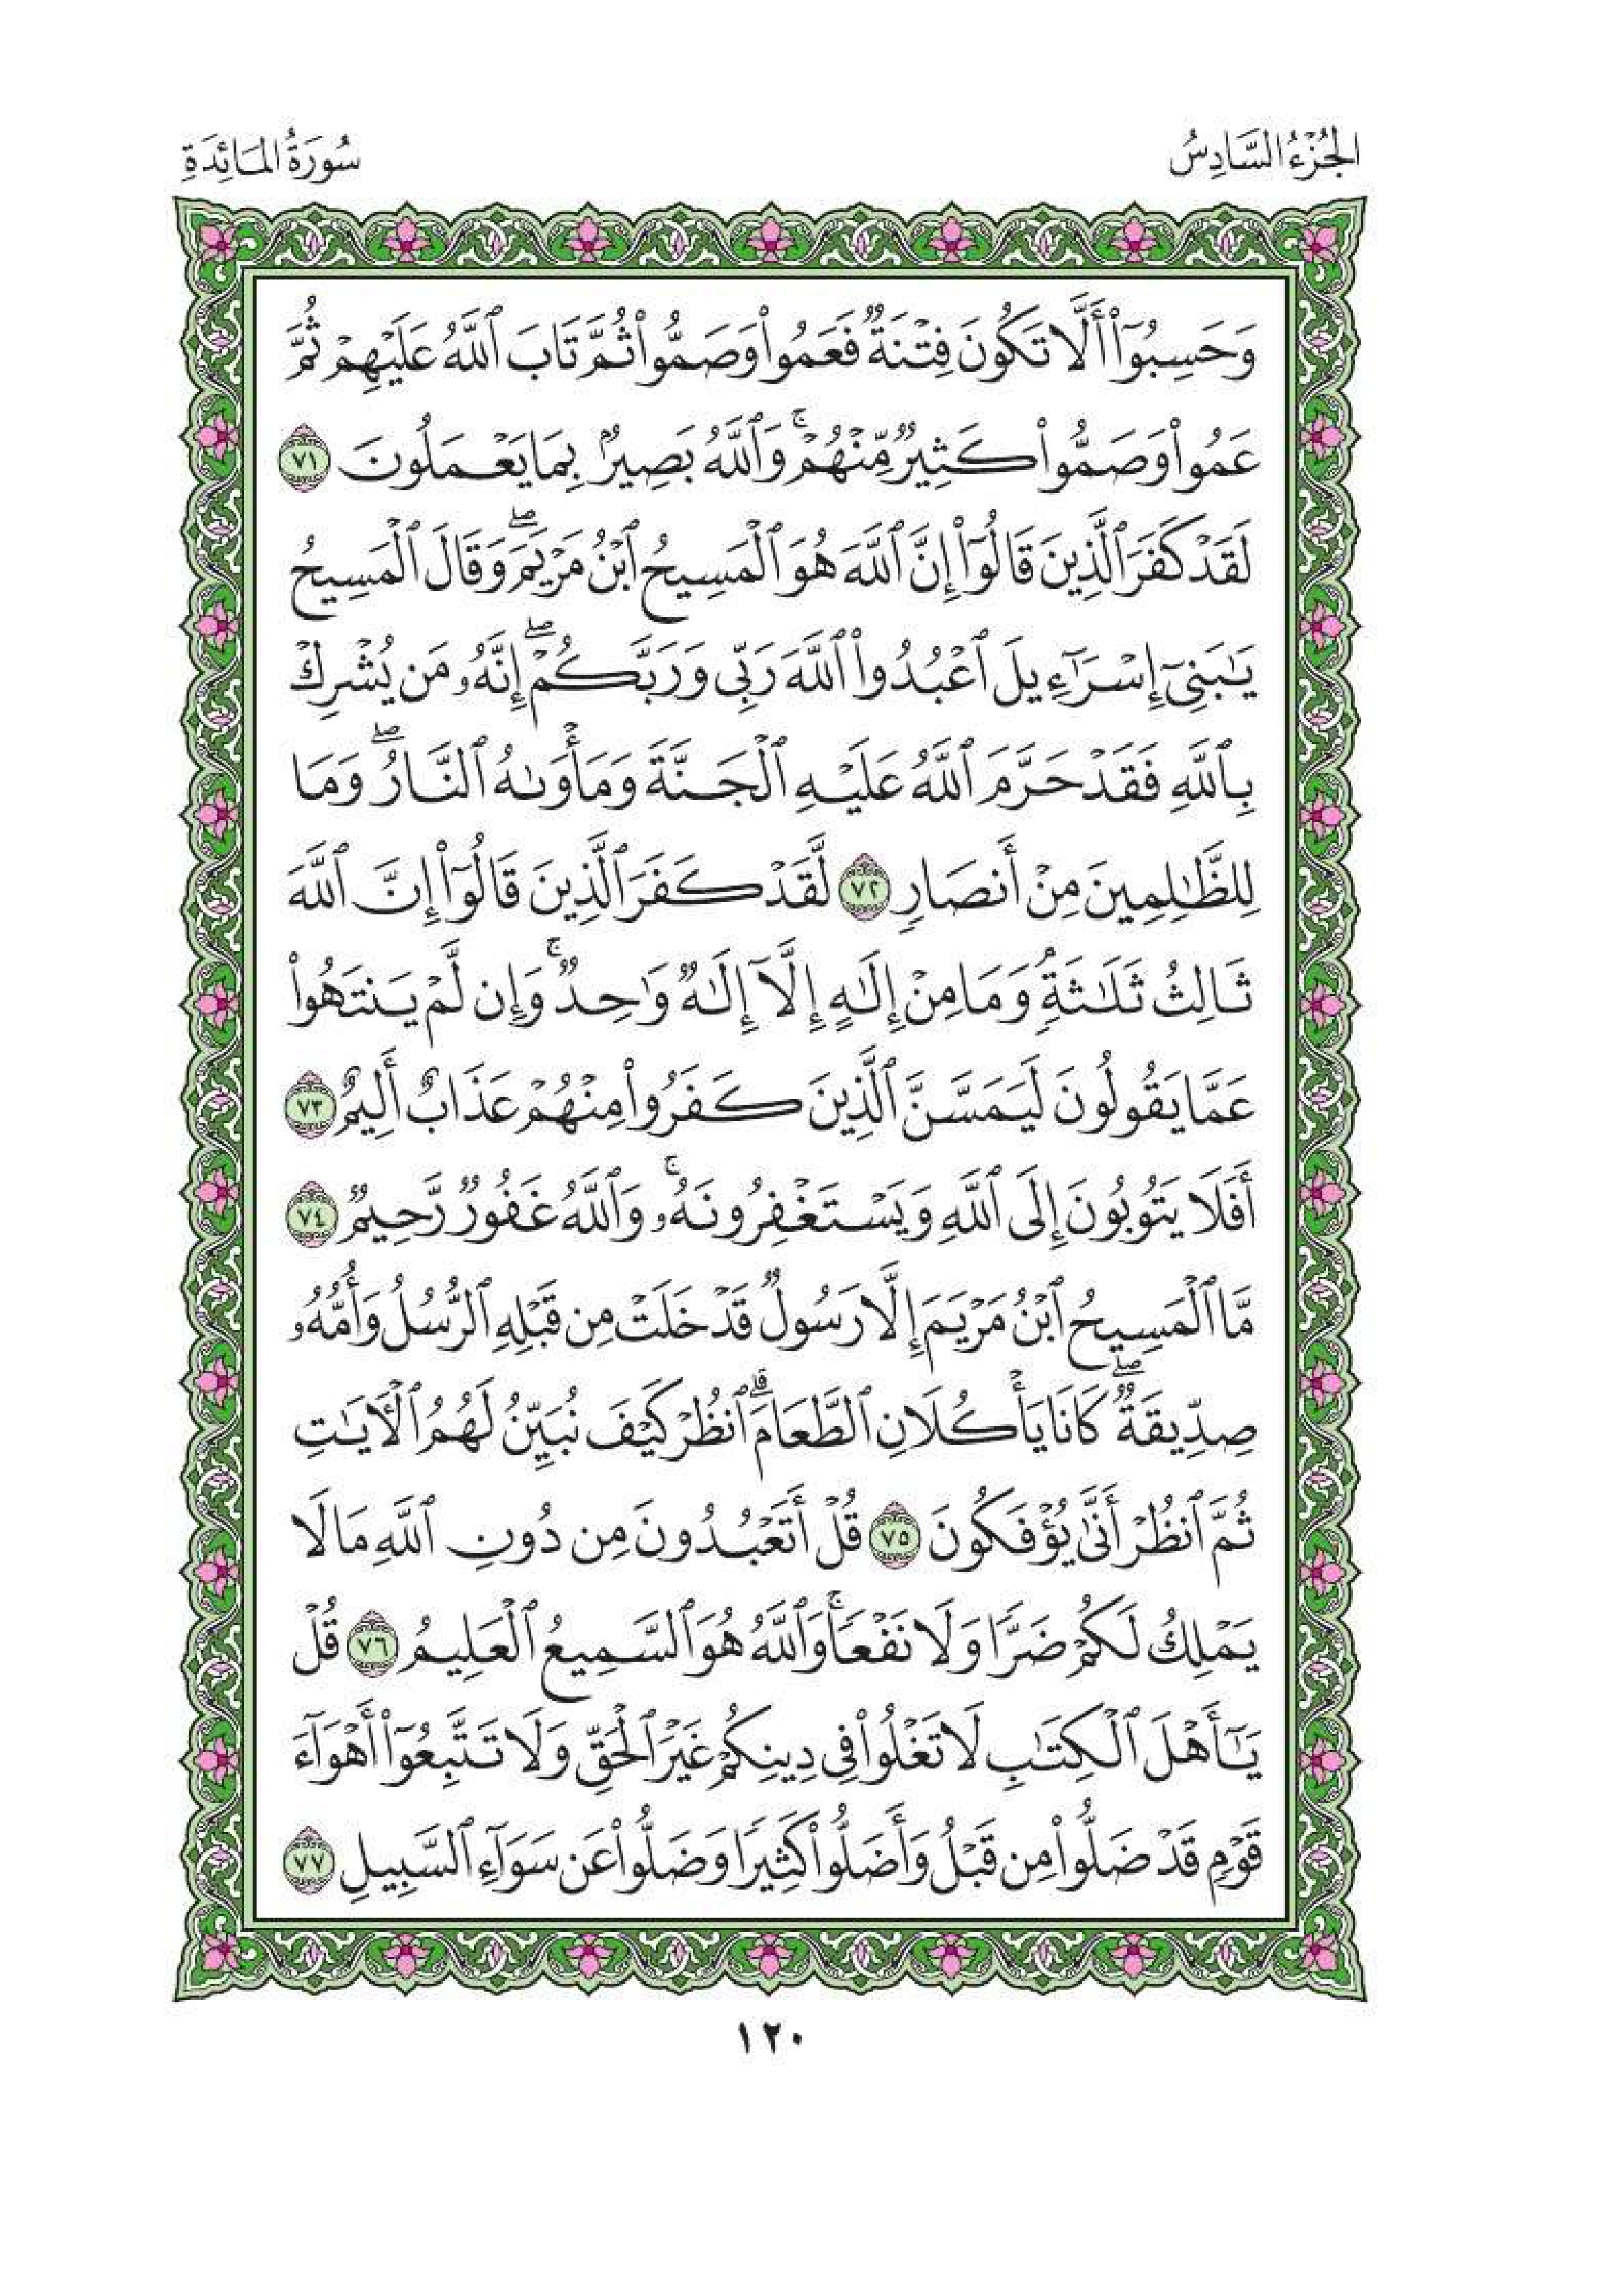 الجُزْءُ السَّادِسُ
سُورَةُ المَائِدَةِ
وَحَسِبُوٓاْ أَلَّا تَكُونَ فِتۡنَةٞ فَعَمُواْ وَصَمُّواْ ثُمَّ تَابَ ٱللَّهُ عَلَيۡهِمۡ ثُمَّ
عَمُواْ وَصَمُّواْ كَثِيرٞ مِّنۡهُمۡۚ وَٱللَّهُ بَصِيرُۢ بِمَا يَعۡمَلُونَ ٧١
لَقَدۡ كَفَرَ ٱلَّذِينَ قَالُوٓاْ إِنَّ ٱللَّهَ هُوَ ٱلۡمَسِيحُ ٱبۡنُ مَرۡيَمَۖ وَقَالَ ٱلۡمَسِيحُ
يَٰبَنِيٓ إِسۡرَٰٓءِيلَ ٱعۡبُدُواْ ٱللَّهَ رَبِّي وَرَبَّكُمۡۖ إِنَّهُۥ مَن يُشۡرِكۡ
بِٱللَّهِ فَقَدۡ حَرَّمَ ٱللَّهُ عَلَيۡهِ ٱلۡجَنَّةَ وَمَأۡوَىٰهُ ٱلنَّارُۖ وَمَا
لِلظَّٰلِمِينَ مِنۡ أَنصَارٖ ٧٢ لَّقَدۡ كَفَرَ ٱلَّذِينَ قَالُوٓاْ إِنَّ ٱللَّهَ
ثَالِثُ ثَلَٰثَةٖۘ وَمَا مِنۡ إِلَٰهٍ إِلَّآ إِلَٰهٞ وَٰحِدٞۚ وَإِن لَّمۡ يَنتَهُواْ
عَمَّا يَقُولُونَ لَيَمَسَّنَّ ٱلَّذِينَ كَفَرُواْ مِنۡهُمۡ عَذَابٌ أَلِيمٌ ٧٣
أَفَلَا يَتُوبُونَ إِلَى ٱللَّهِ وَيَسۡتَغۡفِرُونَهُۥۚ وَٱللَّهُ غَفُورٞ رَّحِيمٞ ٧٤
مَّا ٱلۡمَسِيحُ ٱبۡنُ مَرۡيَمَ إِلَّا رَسُولٞ قَدۡ خَلَتۡ مِن قَبۡلِهِ ٱلرُّسُلُ وَأُمُّهُۥ
صِدِّيقَةٞۖ كَانَا يَأۡكُلَانِ ٱلطَّعَامَۗ ٱنظُرۡ كَيۡفَ نُبَيِّنُ لَهُمُ ٱلۡأٓيَٰتِ
ثُمَّ ٱنظُرۡ أَنَّىٰ يُؤۡفَكُونَ ٧٥ قُلۡ أَتَعۡبُدُونَ مِن دُونِ ٱللَّهِ مَا لَا
يَمۡلِكُ لَكُمۡ ضَرّٗا وَلَا نَفۡعٗاۚ وَٱللَّهُ هُوَ ٱلسَّمِيعُ ٱلۡعَلِيمُ ٧٦ قُلۡ
يَٰٓأَهۡلَ ٱلۡكِتَٰبِ لَا تَغۡلُواْ فِي دِينِكُمۡ غَيۡرَ ٱلۡحَقِّ وَلَا تَتَّبِعُوٓاْ أَهۡوَآءَ
قَوۡمٖ قَدۡ ضَلُّواْ مِن قَبۡلُ وَأَضَلُّواْ كَثِيرٗا وَضَلُّواْ عَن سَوَآءِ ٱلسَّبِيلِ ٧٧
١٢٠